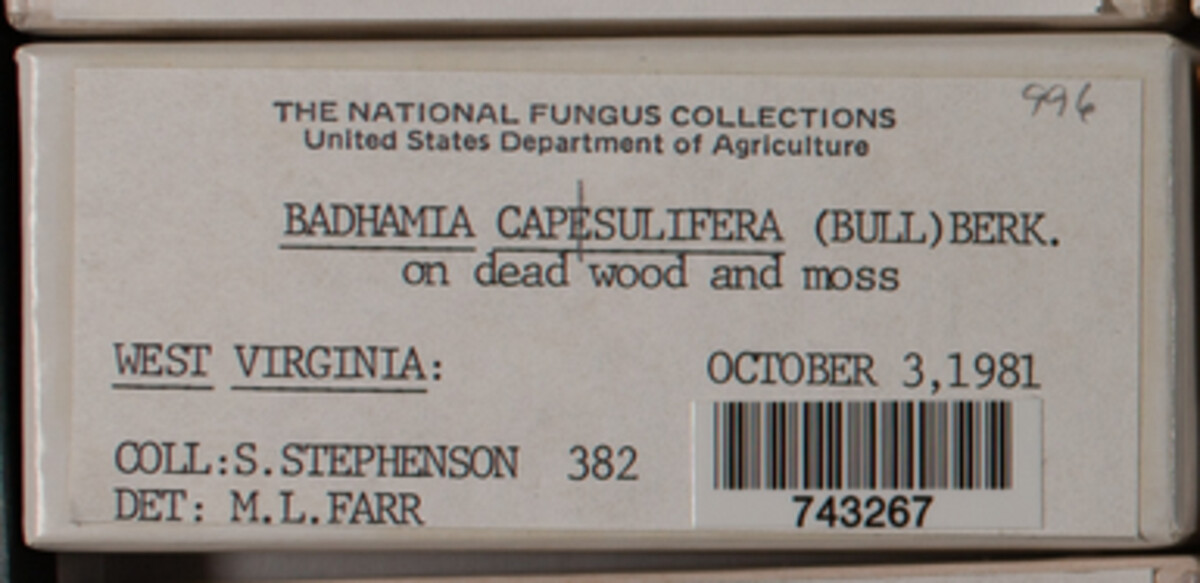 THE NATIONAL FUNGUS COLLECTIONS
996
United States Department of Agriculture
BADHAMIA CAPESULIFERA (BULL)BERK.
on dead wood and moss
WEST VIRGINIA:
OCTOBER 3,1981
COLL:S.STEPHENSON 382
DET: M.L.FARR
743267